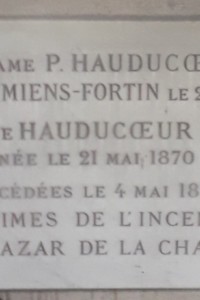 AME P. HAUDUCŒ
MIENS-FORTIN LE 2
E HAUDUCŒUR
NÉE LE 21 MAI 1870
CÉDÉES LE 4 MAI 18
TIMES DE L'INCE
AZAR DE LA CHA